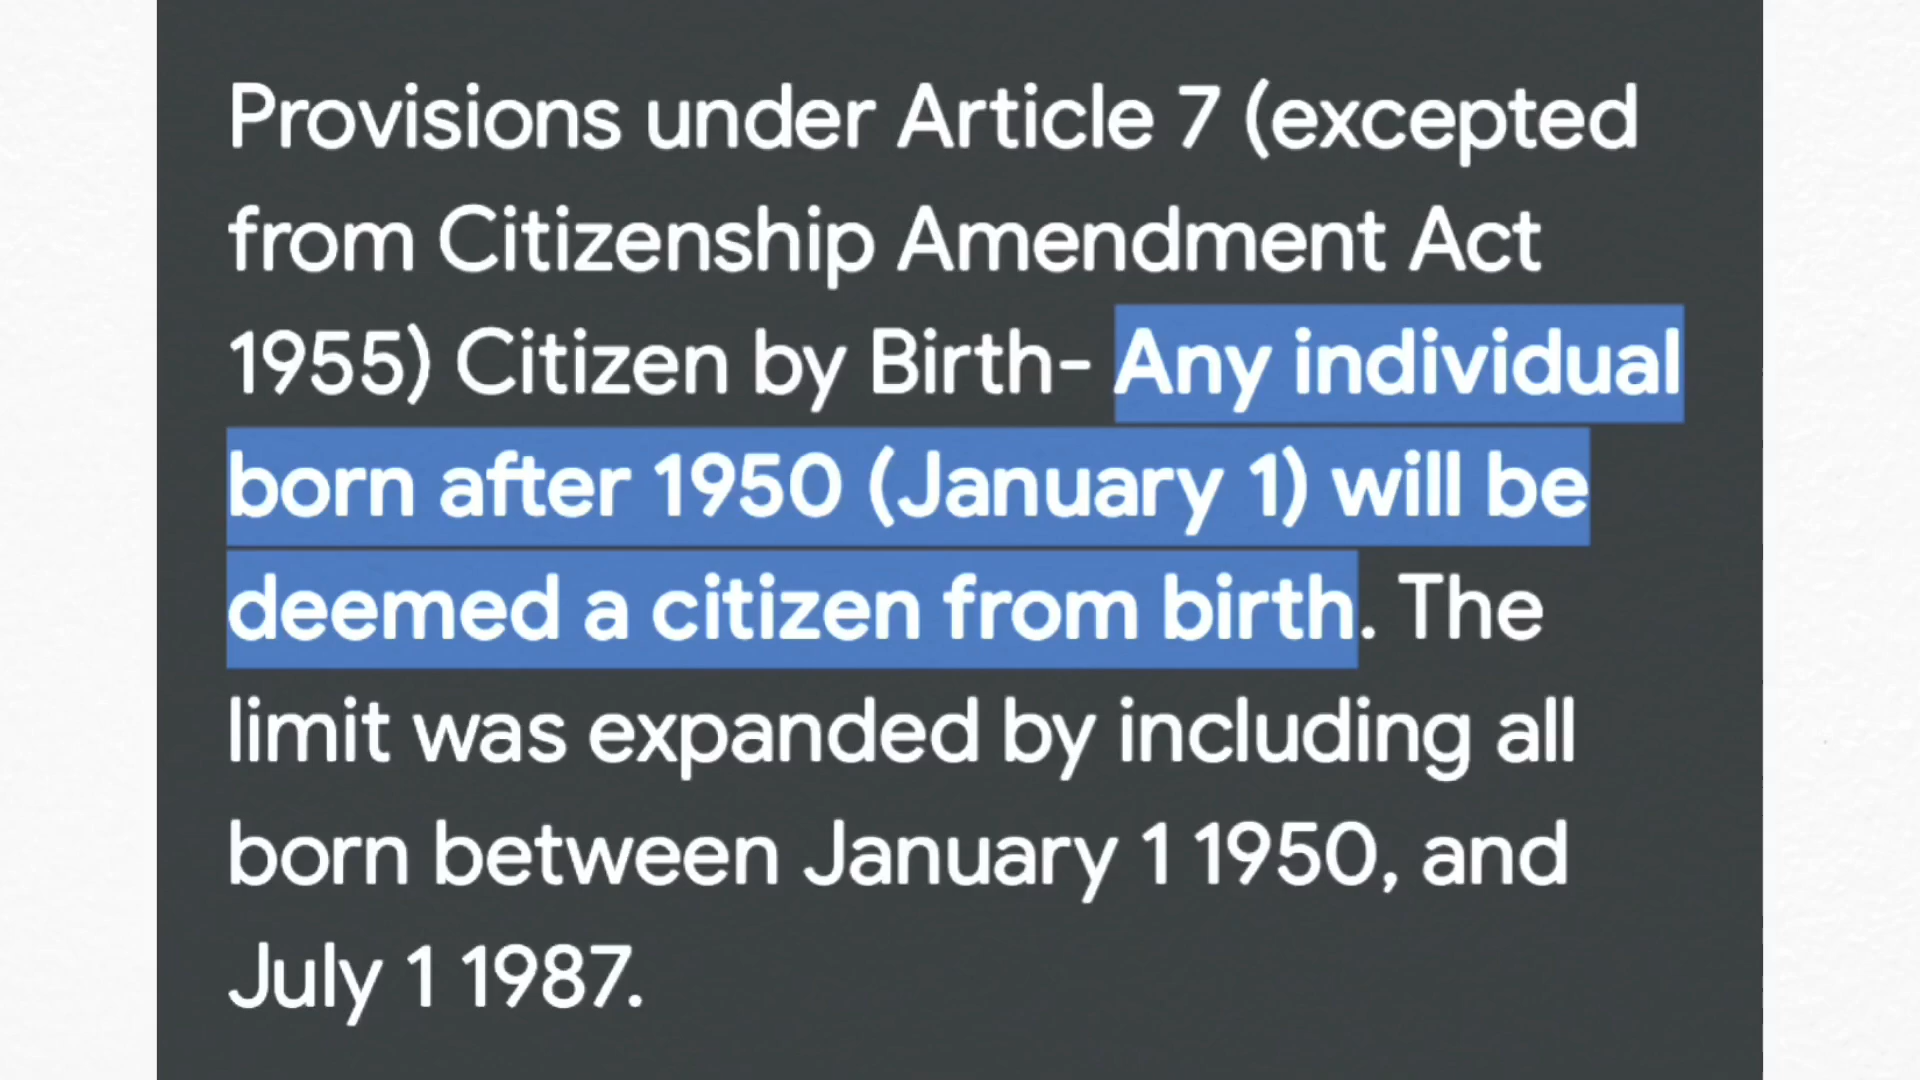 Provisions under Article 7 (excepted
from Citizenship Amendment Act
1955) Citizen by Birth- Any individual
born after 1950 (January 1) will be
deemed a citizen from birth. The
limit was expanded by including all
born between January 1 1950, and
July 1 1987.